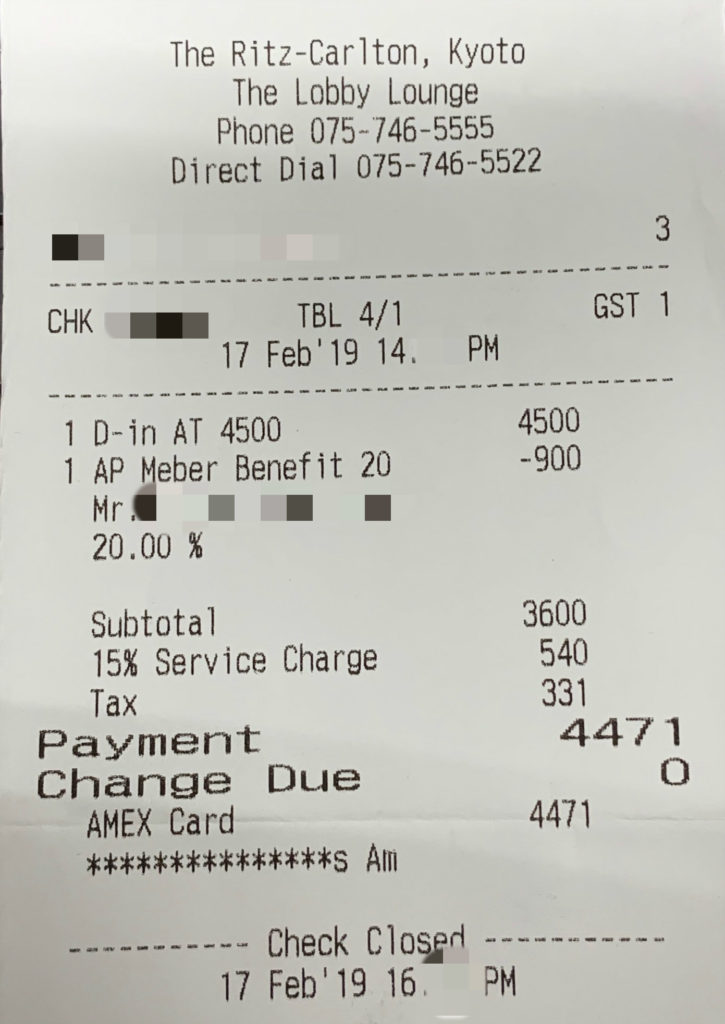 The Ritz-Carlton, Kyoto
The Lobby Lounge
Phone 075-746-5555
Direct Dial 075-746-5522
3
CHK TBL 4/1 GST 1
17 Feb'19 14. PM
1 D-in AT 4500 4500
1 AP Meber Benefit 20 -900
Mr.
20.00 %
Subtotal 3600
15% Service Charge 540
Tax 331
Payment 4471
Change Due 0
AMEX Card 4471
***************s Am
---------- Check Closed ----------
17 Feb'19 16. PM